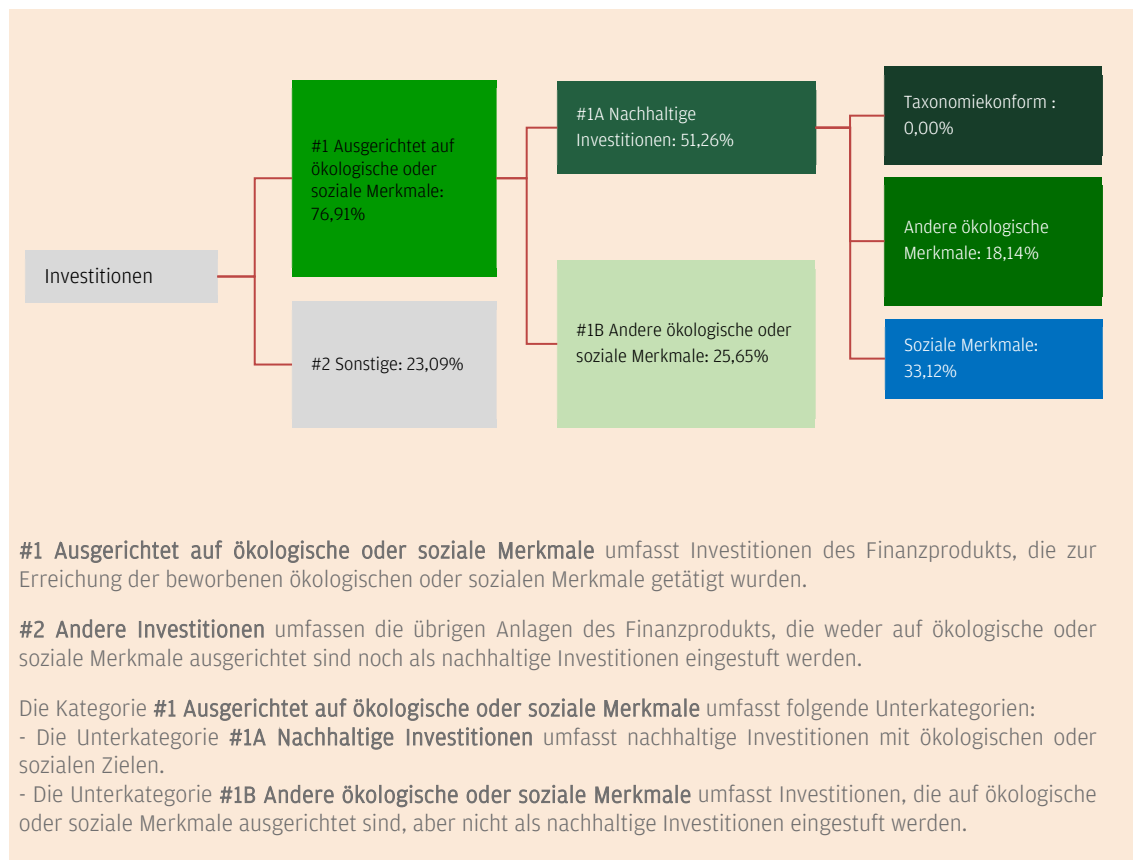 Investitionen
#1 Ausgerichtet auf
ökologische oder
soziale Merkmale:
76,91%
#2 Sonstige: 23,09%
#1A Nachhaltige
Investitionen: 51,26%
#1B Andere ökologische oder
soziale Merkmale: 25,65%
Taxonomiekonform :
0,00%
Andere ökologische
Merkmale: 18,14%
Soziale Merkmale:
33,12%
#1 Ausgerichtet auf ökologische oder soziale Merkmale umfasst Investitionen des Finanzprodukts, die zur
Erreichung der beworbenen ökologischen oder sozialen Merkmale getätigt wurden.
#2 Andere Investitionen umfassen die übrigen Anlagen des Finanzprodukts, die weder auf ökologische oder
soziale Merkmale ausgerichtet sind noch als nachhaltige Investitionen eingestuft werden.
Die Kategorie #1 Ausgerichtet auf ökologische oder soziale Merkmale umfasst folgende Unterkategorien:
- Die Unterkategorie #1A Nachhaltige Investitionen umfasst nachhaltige Investitionen mit ökologischen oder
sozialen Zielen.
- Die Unterkategorie #1B Andere ökologische oder soziale Merkmale umfasst Investitionen, die auf ökologische
oder soziale Merkmale ausgerichtet sind, aber nicht als nachhaltige Investitionen eingestuft werden.